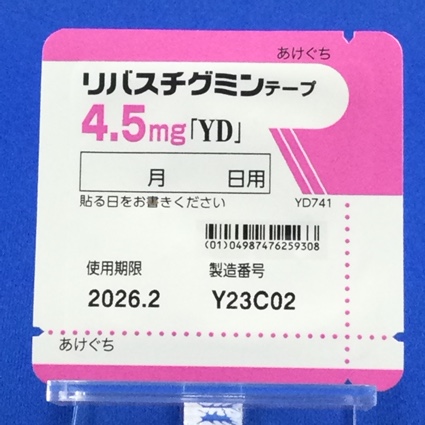 あけぐち
リバスチグミンテープ
4.5mg「YD」
月 日用
貼る日をお書きください YD741
(01)04987476259308
使用期限 製造番号
2026.2 Y23C02
あけぐち